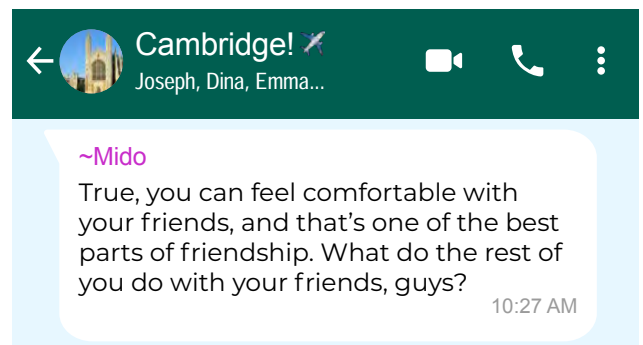 Cambridge!
Joseph, Dina, Emma...
~Mido
True, you can feel comfortable with
your friends, and that’s one of the best
parts of friendship. What do the rest of
you do with your friends, guys?
10:27 AM